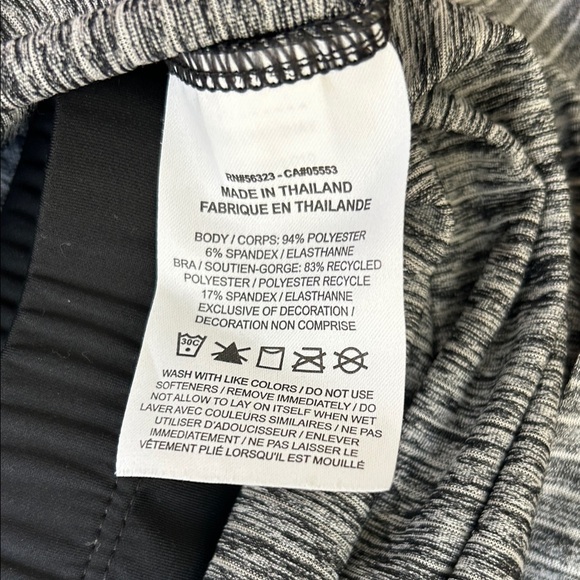 RN#56323 - CA#05553
MADE IN THAILAND
FABRIQUE EN THAILANDE
BODY / CORPS: 94% POLYESTER
6% SPANDEX / ELASTHANNE
BRA / SOUTIEN-GORGE: 83% RECYCLED
POLYESTER / POLYESTER RECYCLE
17% SPANDEX / ELASTHANNE
EXCLUSIVE OF DECORATION /
DECORATION NON COMPRISE
30C
WASH WITH LIKE COLORS / DO NOT USE
SOFTENERS / REMOVE IMMEDIATELY / DO
NOT ALLOW TO LAY ON ITSELF WHEN WET
LAVER AVEC COULEURS SIMILAIRES / NE PAS
UTILISER D'ADOUCISSEUR / ENLEVER
IMMÉDIATEMENT / NE PAS LAISSER LE
VÊTEMENT PLIÉ LORSQU'IL EST MOUILLÉ